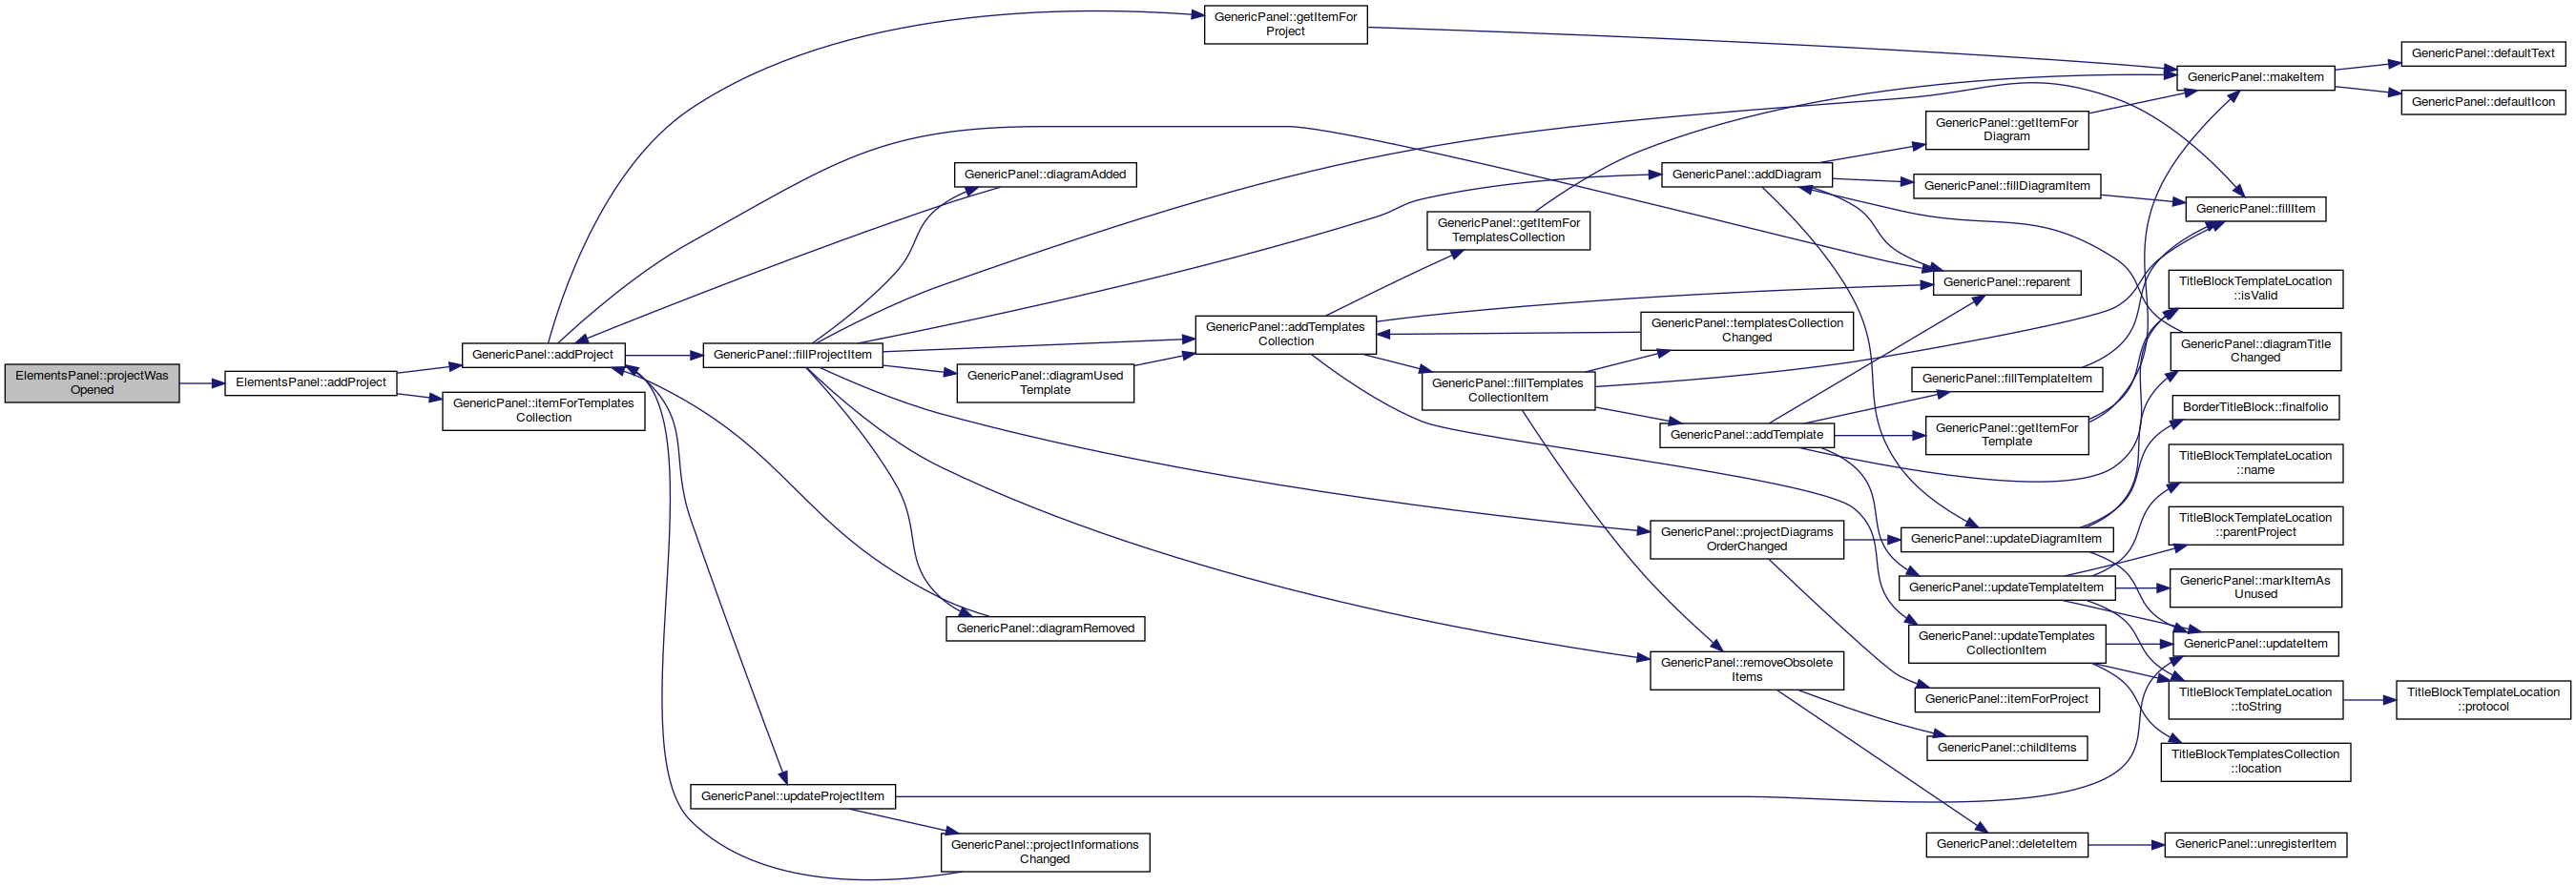 ElementsPanel::projectWas
Opened
ElementsPanel::addProject
GenericPanel::addProject
GenericPanel::itemForTemplates
Collection
GenericPanel::fillProjectItem
GenericPanel::updateProjectItem
GenericPanel::diagramAdded
GenericPanel::diagramUsed
Template
GenericPanel::diagramRemoved
GenericPanel::projectInformations
Changed
GenericPanel::getItemFor
Project
GenericPanel::addTemplates
Collection
GenericPanel::getItemFor
TemplatesCollection
GenericPanel::fillTemplates
CollectionItem
GenericPanel::addDiagram
GenericPanel::templatesCollection
Changed
GenericPanel::addTemplate
GenericPanel::projectDiagrams
OrderChanged
GenericPanel::removeObsolete
Items
GenericPanel::getItemFor
Diagram
GenericPanel::fillDiagramItem
GenericPanel::reparent
GenericPanel::fillTemplateItem
GenericPanel::getItemFor
Template
GenericPanel::updateDiagramItem
GenericPanel::updateTemplateItem
GenericPanel::updateTemplates
CollectionItem
GenericPanel::itemForProject
GenericPanel::childItems
GenericPanel::deleteItem
GenericPanel::makeItem
GenericPanel::fillItem
TitleBlockTemplateLocation
::isValid
GenericPanel::diagramTitle
Changed
BorderTitleBlock::finalfolio
TitleBlockTemplateLocation
::name
TitleBlockTemplateLocation
::parentProject
GenericPanel::markItemAs
Unused
GenericPanel::updateItem
TitleBlockTemplateLocation
::toString
TitleBlockTemplatesCollection
::location
GenericPanel::unregisterItem
GenericPanel::defaultText
GenericPanel::defaultIcon
TitleBlockTemplateLocation
::protocol